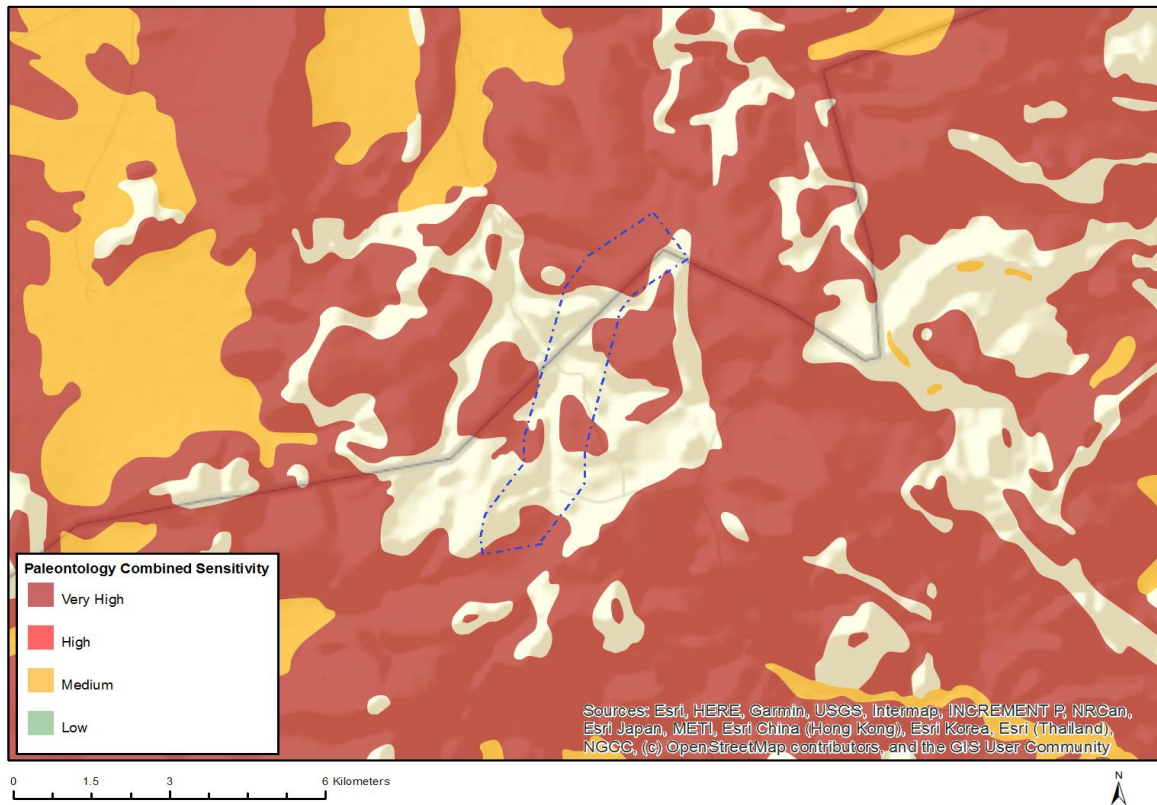 Paleontology Combined Sensitivity
Very High
High
Medium
Low
Sources: Esri, HERE, Garmin, USGS, Intermap, INCREMENT P, NRCan,
Esri Japan, METI, Esri China (Hong Kong), Esri Korea, Esri (Thailand),
NGCC, (c) OpenStreetMap contributors, and the GIS User Community
0 1.5 3 6 Kilometers
N